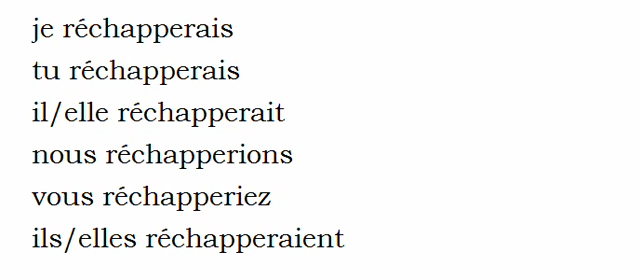 je réchapperais
tu réchapperais
il/elle réchapperait
nous réchapperions
vous réchapperiez
ils/elles réchapperaient